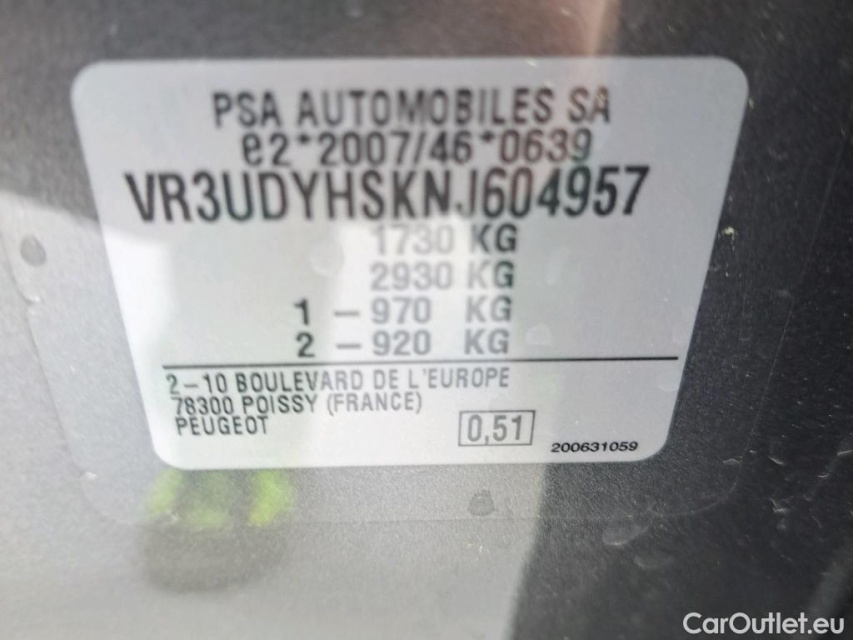 PSA AUTOMOBILES SA
e2*2007/46*0639
VR3UDYHSKNJ604957
1730 KG
2930 KG
1 – 970 KG
2 – 920 KG
2–10 BOULEVARD DE L'EUROPE
78300 POISSY (FRANCE)
PEUGEOT
0,51
200631059
CarOutlet.eu